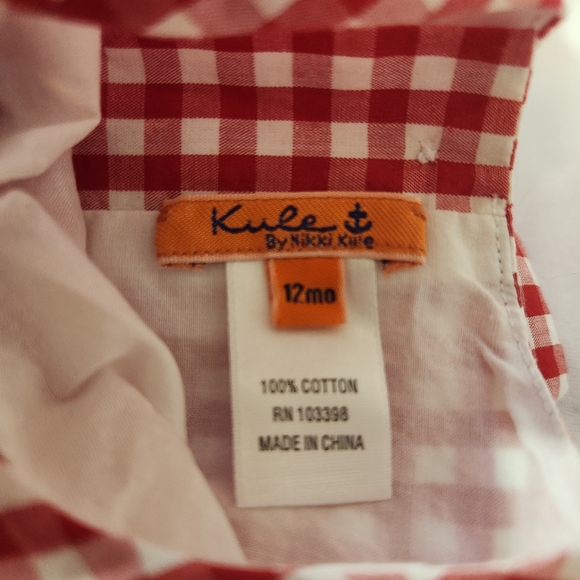 Kule
By Nikki Kule
12mo
100% COTTON
RN 103398
MADE IN CHINA